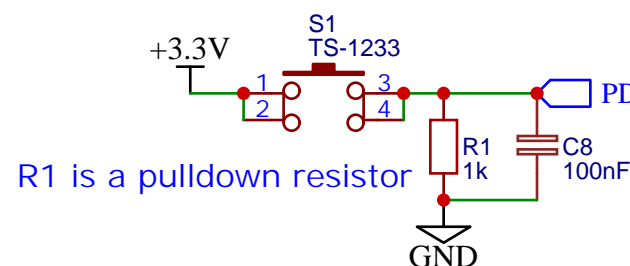 S1
TS-1233
+3.3V
1
3
2
4
PD
R1
1k
C8
100nF
R1 is a pulldown resistor
GND